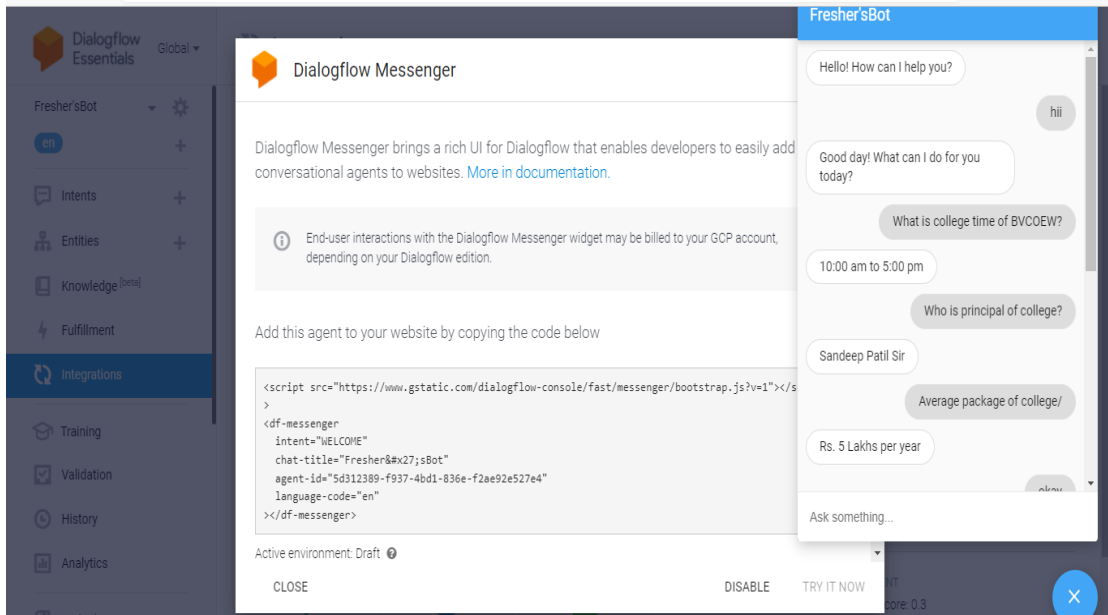 Dialogflow
Essentials
Global
Fresher'sBot
en
Intents
Entities
Knowledge [beta]
Fulfillment
Integrations
Training
Validation
History
Analytics
Dialogflow Messenger
Dialogflow Messenger brings a rich UI for Dialogflow that enables developers to easily add
conversational agents to websites. More in documentation.
End-user interactions with the Dialogflow Messenger widget may be billed to your GCP account,
depending on your Dialogflow edition.
Add this agent to your website by copying the code below
<script src="https://www.gstatic.com/dialogflow-console/fast/messenger/bootstrap.js?v=1"></s
>
<df-messenger
intent="WELCOME"
chat-title="Fresher&#x27;sBot"
agent-id="5d312389-f937-4bd1-836e-f2ae92e527e4"
language-code="en"
></df-messenger>
Active environment: Draft
CLOSE
DISABLE
TRY IT NOW
Fresher'sBot
Hello! How can I help you?
hii
Good day! What can I do for you
today?
What is college time of BVCOEW?
10:00 am to 5:00 pm
Who is principal of college?
Sandeep Patil Sir
Average package of college/
Rs. 5 Lakhs per year
okay
Ask something...
NT
core: 0.3